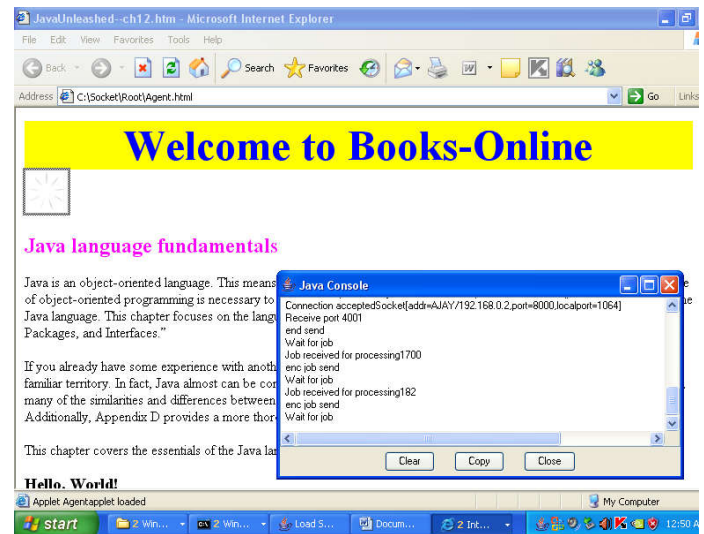 JavaUnleashed--ch12.htm - Microsoft Internet Explorer
File Edit View Favorites Tools Help
Back Search Favorites
Address C:\Socket\Root\Agent.html Go Links
Welcome to Books-Online
Java language fundamentals
Java is an object-oriented language. This means
of object-oriented programming is necessary to
Java language. This chapter focuses on the langu
Packages, and Interfaces."
If you already have some experience with anoth
familiar territory. In fact, Java almost can be con
many of the similarities and differences between
Additionally, Appendix D provides a more thor
This chapter covers the essentials of the Java lan
Hello, World!
Java Console
Connection acceptedSocket[addr=AJAY/192.168.0.2,port=8000,localport=1064]
Receive port 4001
end send
Wait for job
Job received for processing1700
enc job send
Wait for job
Job received for processing182
enc job send
Wait for job
Clear Copy Close
Applet Agentapplet loaded My Computer
start 2 Win... 2 Win... Load S... Docum... 2 Int... 12:50 A